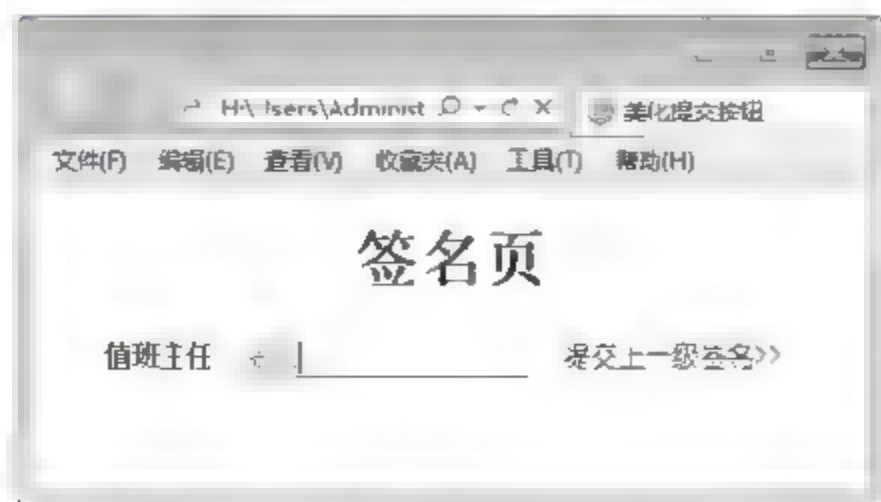 H:\Users\Administ 美化提交按钮
文件(F) 编辑(E) 查看(V) 收藏夹(A) 工具(T) 帮助(H)
签名页
值班主任 提交上一级签名>>